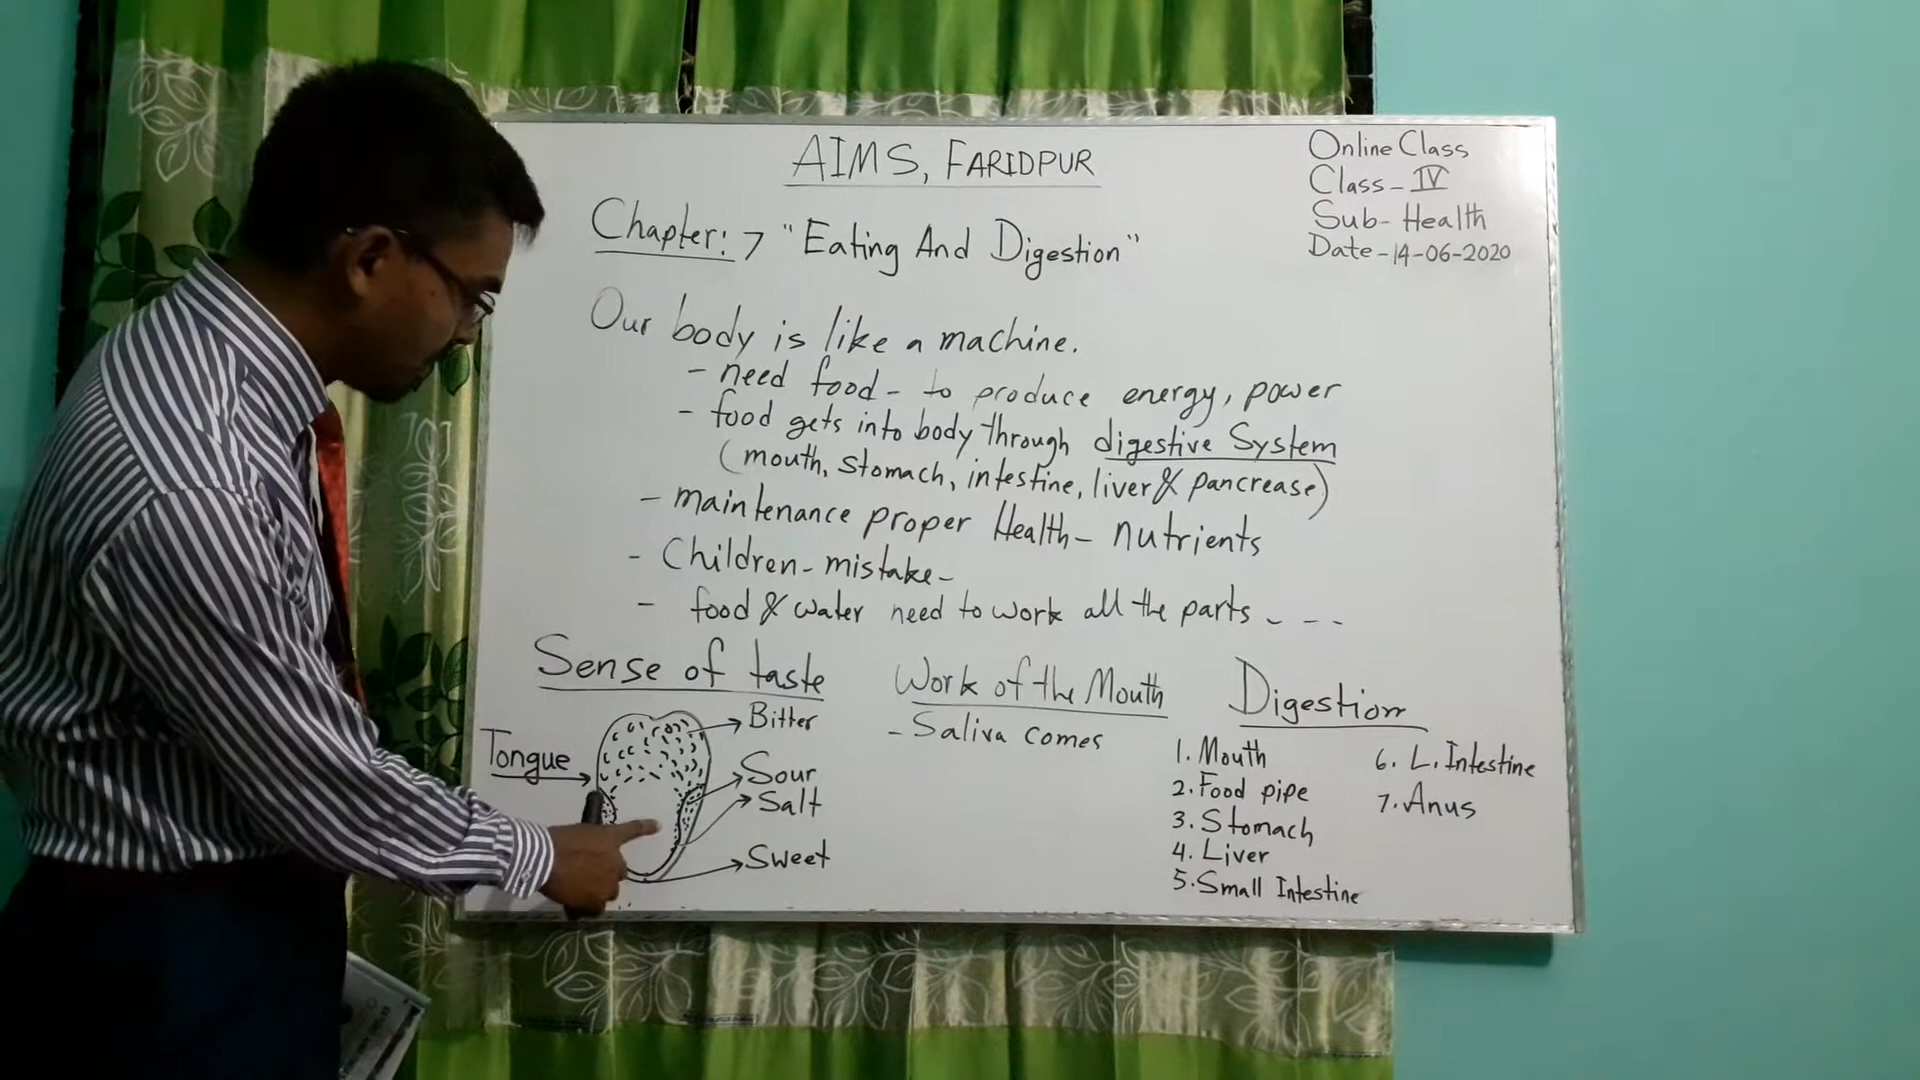 AIMS, FARIDPUR
Online Class
Class - IV
Sub- Health
Date -14-06-2020
Chapter: 7 "Eating And Digestion"
Our body is like a machine.
- need food - to produce energy, power
- food gets into body through digestive System
(mouth, Stomach, intestine, liver & pancrease)
- maintenance proper Health - nutrients
- Children - mistake -
- food & water need to work all the parts - - -
Sense of taste
Tongue
Bitter
Sour
Salt
Sweet
Work of the Mouth
- Saliva comes
Digestion
1. Mouth
2. Food pipe
3. Stomach
4. Liver
5. Small Intestine
6. L. Intestine
7. Anus